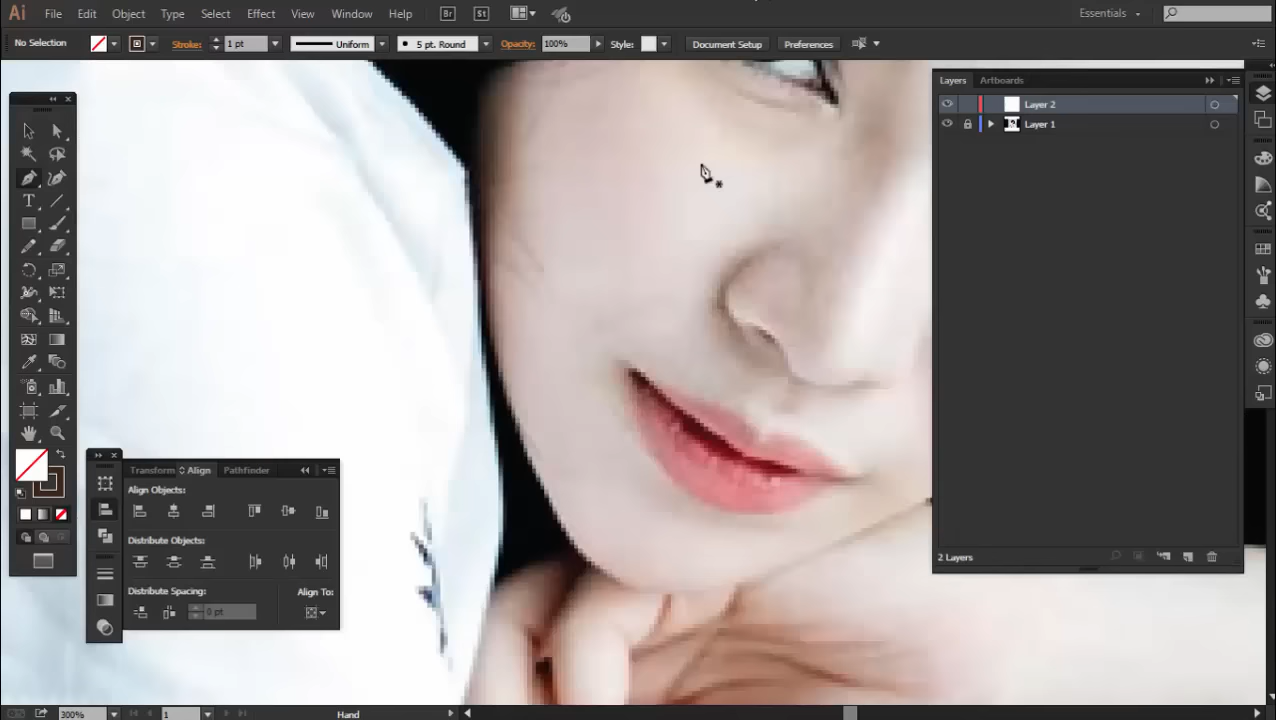 Ai File Edit Object Type Select Effect View Window Help Br St Essentials
No Selection Stroke: 1 pt Uniform 5 pt. Round Opacity: 100% Style: Document Setup Preferences
Layers Artboards
Layer 2
Layer 1
Transform Align Pathfinder
Align Objects:
Distribute Objects:
Distribute Spacing: Align To:
0 pt
2 Layers
300% 1 Hand